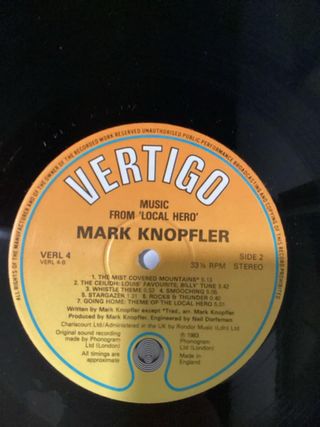 ALL RIGHTS OF THE MANUFACTURER AND OF THE OWNER OF THE RECORDED WORK RESERVED UNAUTHORISED PUBLIC PERFORMANCE BROADCASTING AND COPYING OF THIS RECORD PROHIBITED
VERTIGO
MUSIC
FROM 'LOCAL HERO'
MARK KNOPFLER
VERL 4
VERL 4-B
SIDE 2
33⅓ RPM STEREO
1. THE MIST COVERED MOUNTAINS* 5.13
2. THE CEILIDH: LOUIS' FAVOURITE, BILLY' TUNE 3.42
3. WHISTLE THEME 0.53 4. SMOOCHING 5.05
5. STARGAZER 1.31 6. ROCKS & THUNDER 0.40
7. GOING HOME: THEME OF THE LOCAL HERO 5.01
Written by Mark Knopfler except *Trad., arr. Mark Knopfler
Produced by Mark Knopfler, Engineered by Neil Dorfsman
Chariscourt Ltd/Administered in the UK by Rondor Music (Ldn) Ltd
Original sound recording
made by Phonogram
Ltd (London)
All timings are
approximate
℗ 1983
Phonogram
Ltd (London)
Made in
England